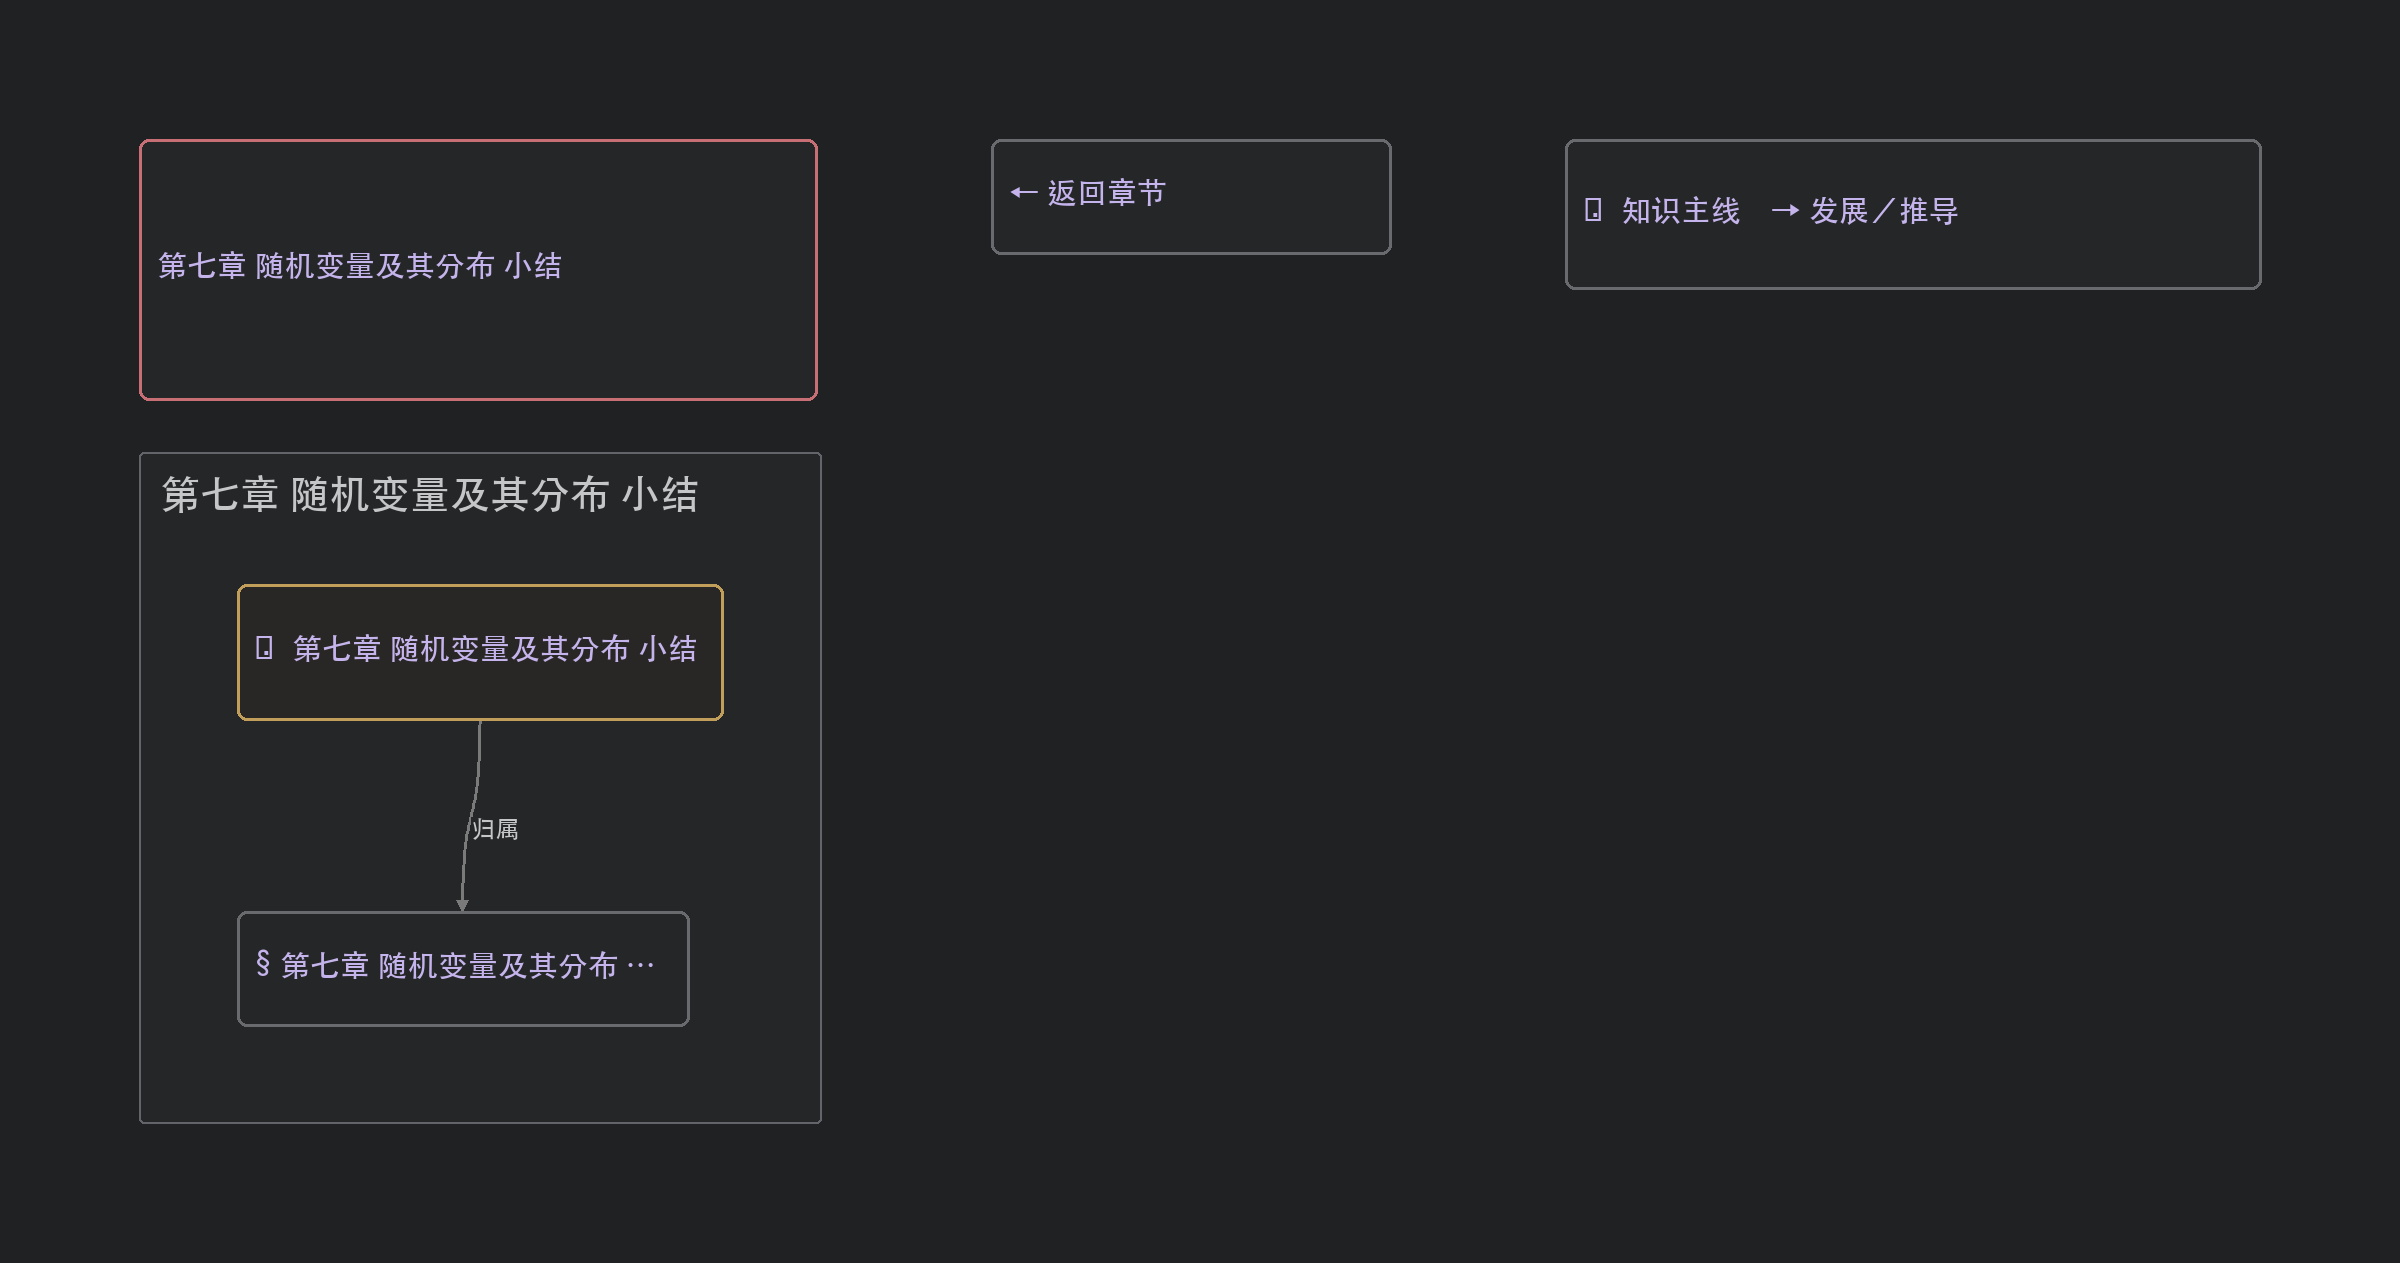 第七章 随机变量及其分布 小结
← 返回章节
知识主线 → 发展／推导
第七章 随机变量及其分布 小结
第七章 随机变量及其分布 小结
归属
§ 第七章 随机变量及其分布 …